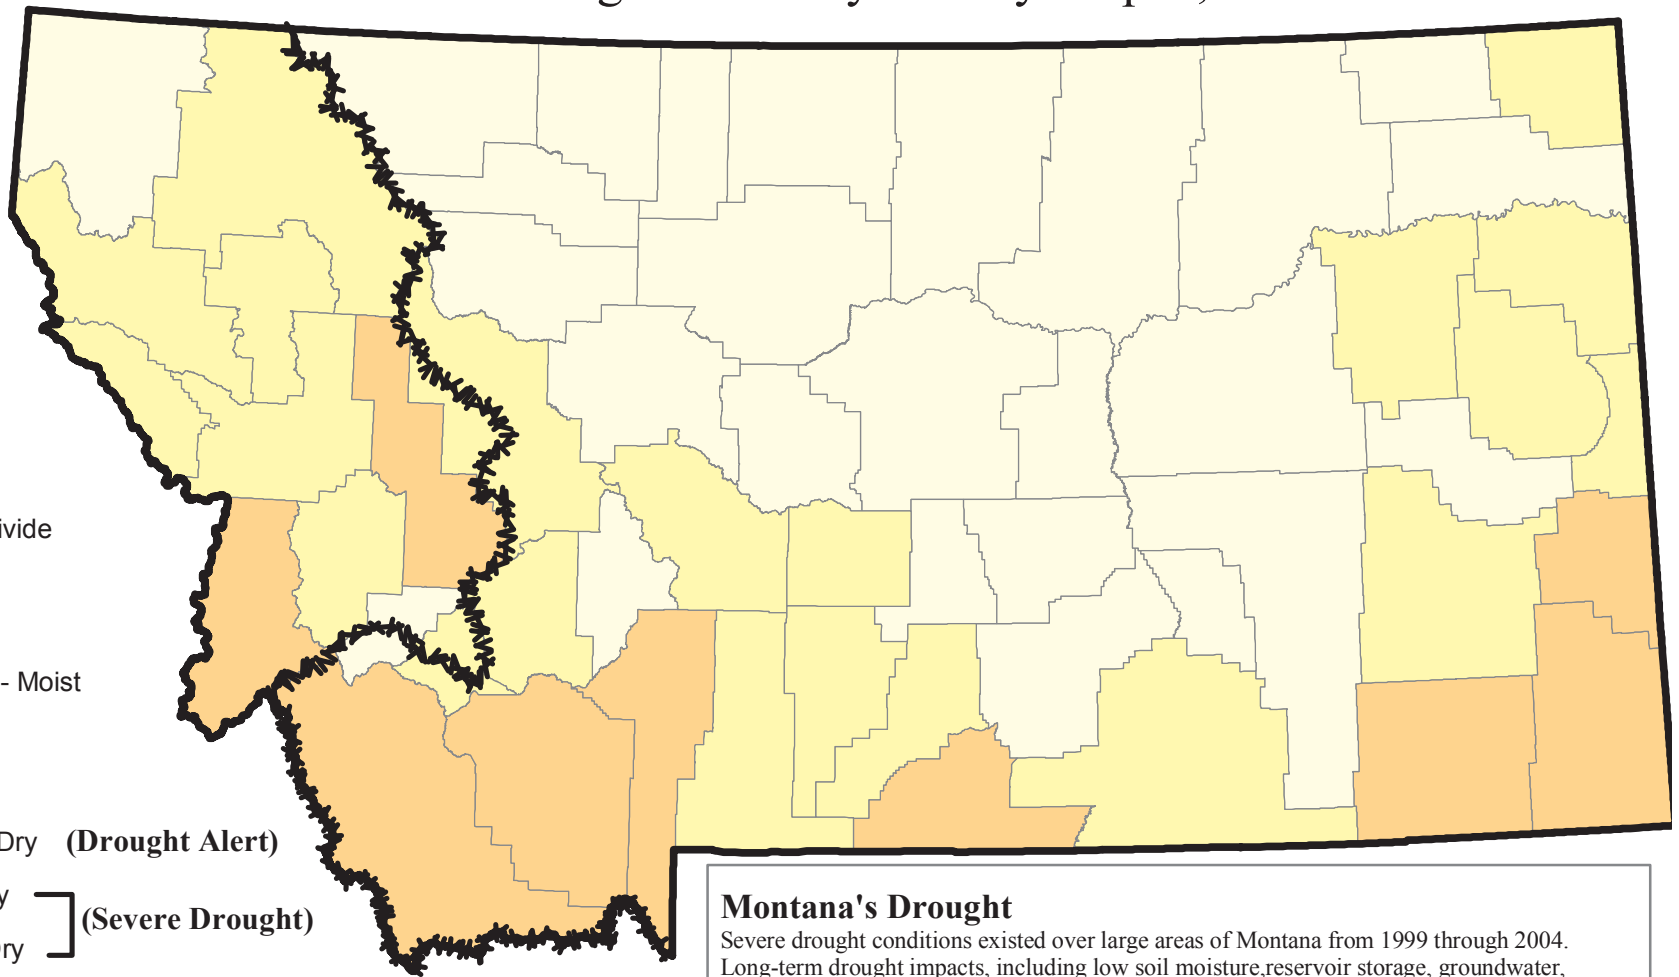 ivide
- Moist
Dry (Drought Alert)
y
(Severe Drought)
Dry
Montana's Drought
Severe drought conditions existed over large areas of Montana from 1999 through 2004.
Long-term drought impacts, including low soil moisture,reservoir storage, groundwater,